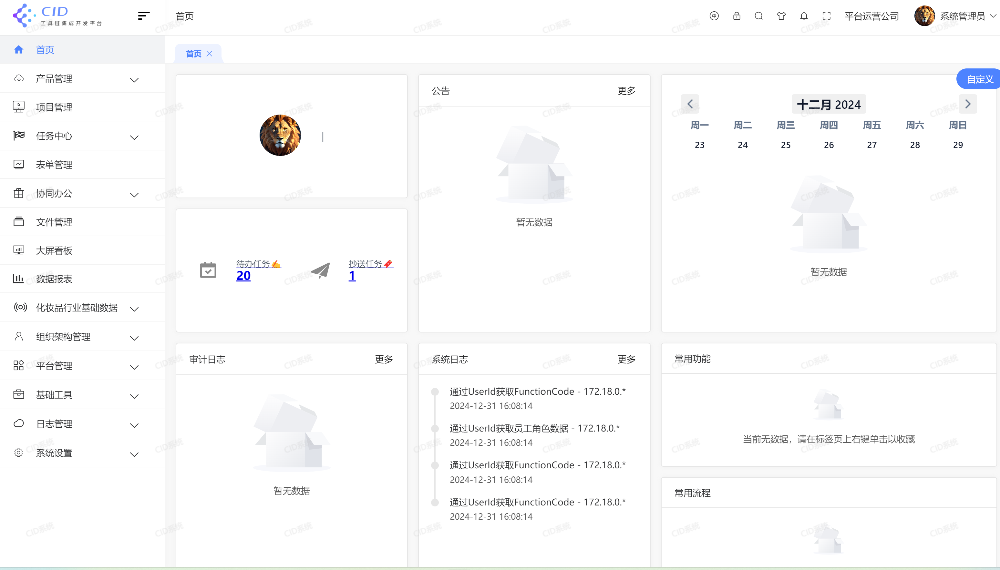 CID
工具链集成开发平台
首页
平台运营公司
系统管理员
首页
产品管理
项目管理
任务中心
表单管理
协同办公
文件管理
大屏看板
数据报表
化妆品行业基础数据
组织架构管理
平台管理
基础工具
日志管理
系统设置
首页
自定义
公告 更多
暂无数据
十二月 2024
周一 周二 周三 周四 周五 周六 周日
23 24 25 26 27 28 29
暂无数据
待办任务✍
20
抄送任务
1
审计日志 更多
暂无数据
系统日志 更多
通过UserId获取FunctionCode - 172.18.0.*
2024-12-31 16:08:14
通过UserId获取员工角色数据 - 172.18.0.*
2024-12-31 16:08:14
通过UserId获取FunctionCode - 172.18.0.*
2024-12-31 16:08:14
通过UserId获取FunctionCode - 172.18.0.*
2024-12-31 16:08:14
常用功能
当前无数据，请在标签页上右键单击以收藏
常用流程
CID系统